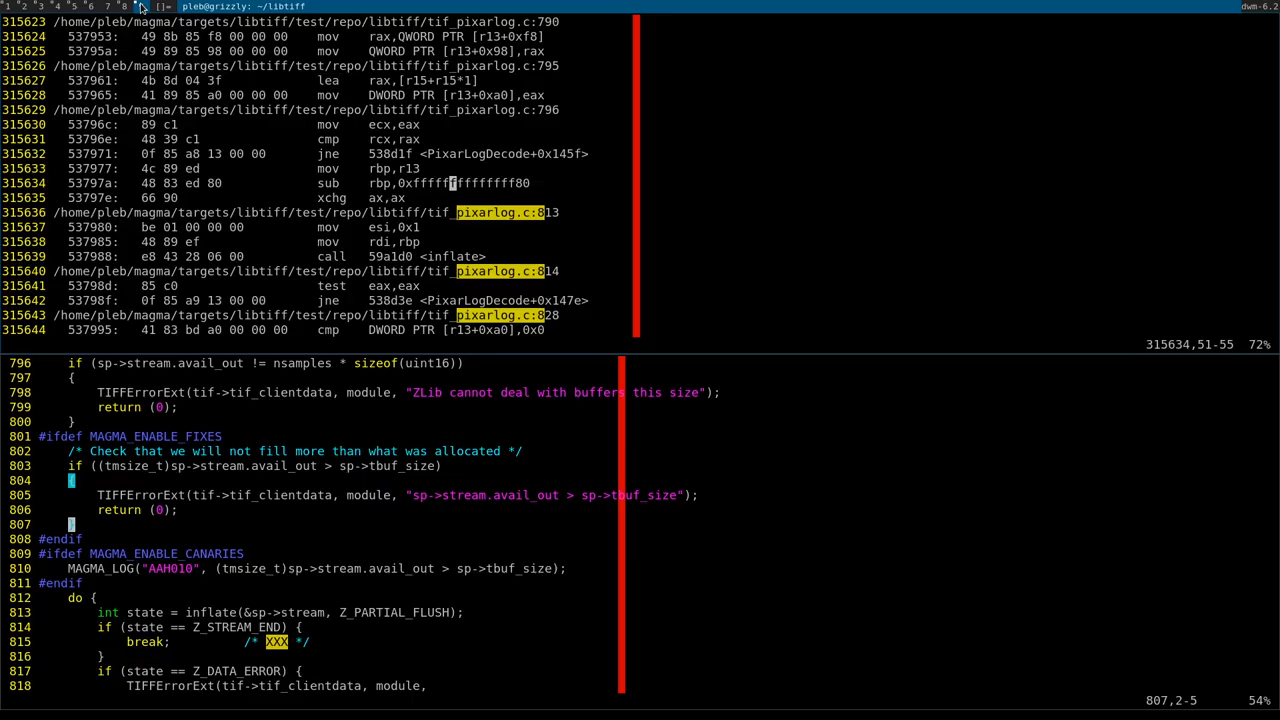 1 2 3 4 5 6 7 8 []= pleb@grizzly: ~/libtiff dwm-6.2
315623 /home/pleb/magma/targets/libtiff/test/repo/libtiff/tif_pixarlog.c:790
315624 537953: 49 8b 85 f8 00 00 00 mov rax,QWORD PTR [r13+0xf8]
315625 53795a: 49 89 85 98 00 00 00 mov QWORD PTR [r13+0x98],rax
315626 /home/pleb/magma/targets/libtiff/test/repo/libtiff/tif_pixarlog.c:795
315627 537961: 4b 8d 04 3f lea rax,[r15+r15*1]
315628 537965: 41 89 85 a0 00 00 00 mov DWORD PTR [r13+0xa0],eax
315629 /home/pleb/magma/targets/libtiff/test/repo/libtiff/tif_pixarlog.c:796
315630 53796c: 89 c1 mov ecx,eax
315631 53796e: 48 39 c1 cmp rcx,rax
315632 537971: 0f 85 a8 13 00 00 jne 538d1f <PixarLogDecode+0x145f>
315633 537977: 4c 89 ed mov rbp,r13
315634 53797a: 48 83 ed 80 sub rbp,0xffffffffffffff80
315635 53797e: 66 90 xchg ax,ax
315636 /home/pleb/magma/targets/libtiff/test/repo/libtiff/tif_pixarlog.c:813
315637 537980: be 01 00 00 00 mov esi,0x1
315638 537985: 48 89 ef mov rdi,rbp
315639 537988: e8 43 28 06 00 call 59a1d0 <inflate>
315640 /home/pleb/magma/targets/libtiff/test/repo/libtiff/tif_pixarlog.c:814
315641 53798d: 85 c0 test eax,eax
315642 53798f: 0f 85 a9 13 00 00 jne 538d3e <PixarLogDecode+0x147e>
315643 /home/pleb/magma/targets/libtiff/test/repo/libtiff/tif_pixarlog.c:828
315644 537995: 41 83 bd a0 00 00 00 cmp DWORD PTR [r13+0xa0],0x0
315634,51-55 72%
796 if (sp->stream.avail_out != nsamples * sizeof(uint16))
797 {
798 TIFFErrorExt(tif->tif_clientdata, module, "ZLib cannot deal with buffers this size");
799 return (0);
800 }
801 #ifdef MAGMA_ENABLE_FIXES
802 /* Check that we will not fill more than what was allocated */
803 if ((tmsize_t)sp->stream.avail_out > sp->tbuf_size)
804 {
805 TIFFErrorExt(tif->tif_clientdata, module, "sp->stream.avail_out > sp->tbuf_size");
806 return (0);
807 }
808 #endif
809 #ifdef MAGMA_ENABLE_CANARIES
810 MAGMA_LOG("AAH010", (tmsize_t)sp->stream.avail_out > sp->tbuf_size);
811 #endif
812 do {
813 int state = inflate(&sp->stream, Z_PARTIAL_FLUSH);
814 if (state == Z_STREAM_END) {
815 break; /* XXX */
816 }
817 if (state == Z_DATA_ERROR) {
818 TIFFErrorExt(tif->tif_clientdata, module,
807,2-5 54%